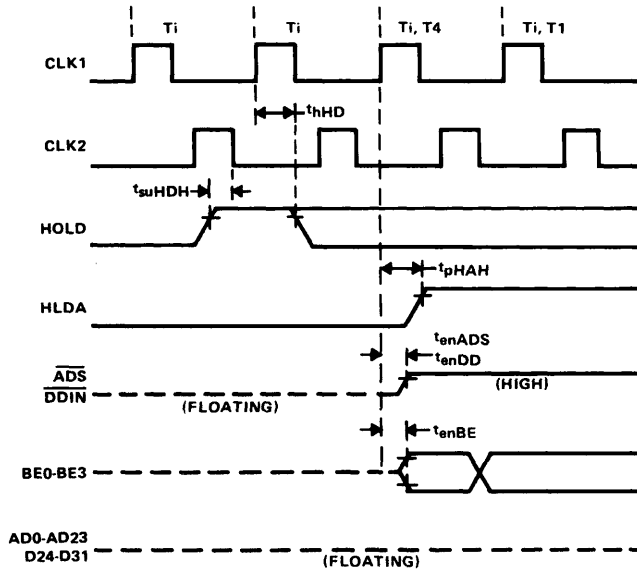 Ti Ti Ti, T4 Ti, T1
CLK1
thHD
CLK2
tsuHDH
HOLD
tpHAH
HLDA
tenADS
ADS tenDD
DDIN (FLOATING) (HIGH)
tenBE
BE0-BE3
AD0-AD23
D24-D31 (FLOATING)